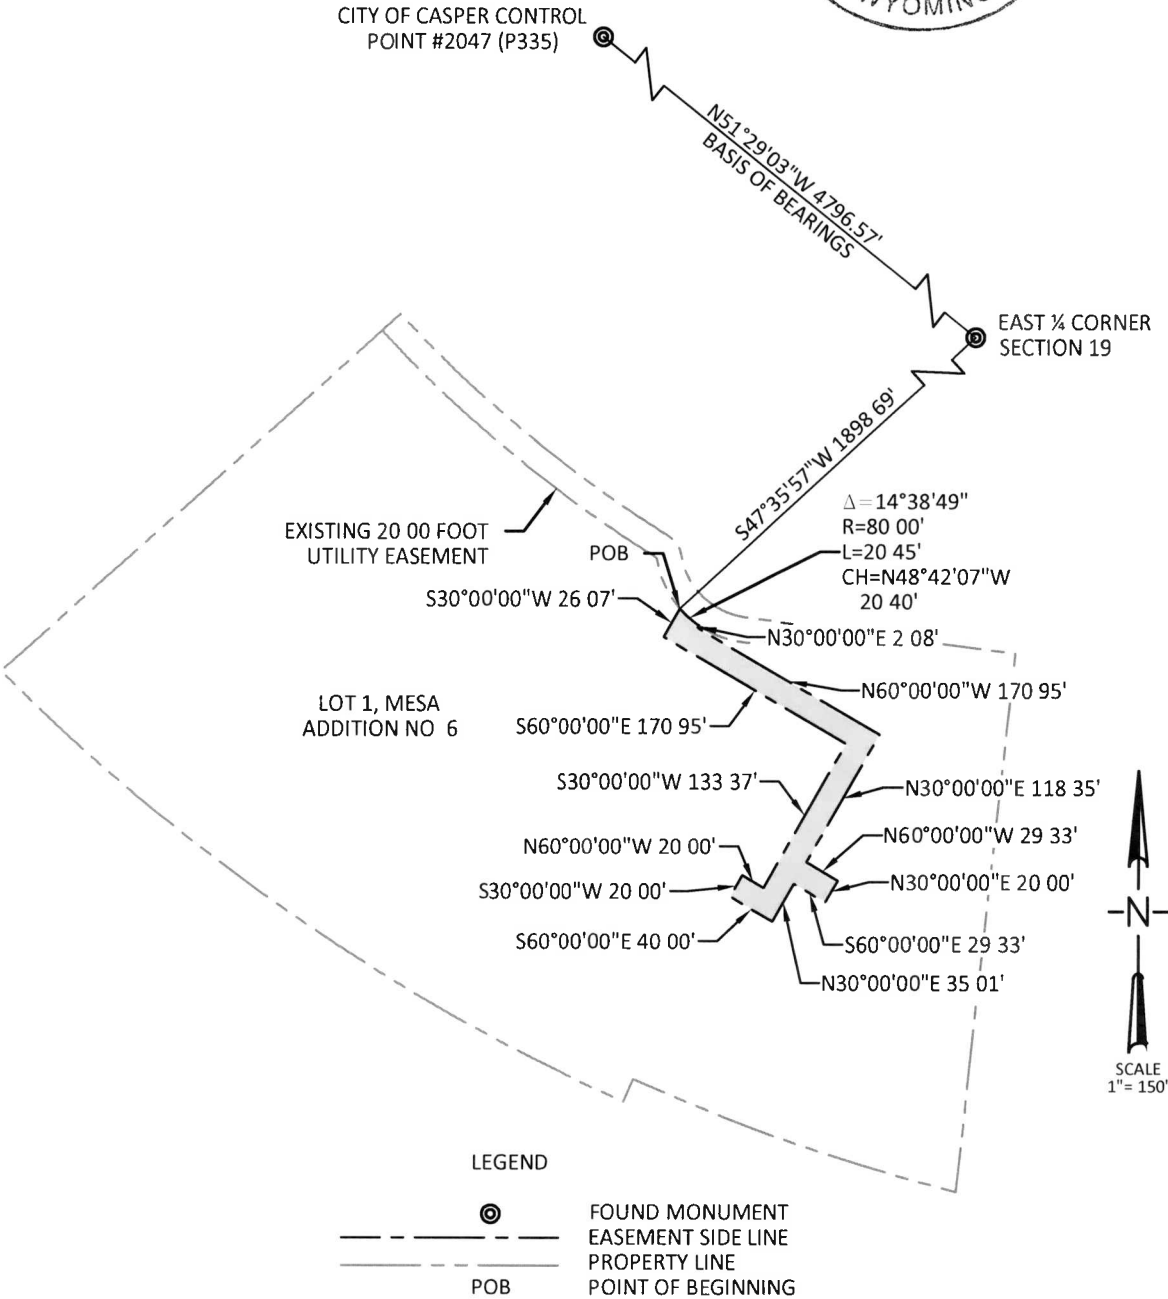 WYOMING
CITY OF CASPER CONTROL
POINT #2047 (P335)
N51°29'03"W 4796.57'
BASIS OF BEARINGS
EAST ¼ CORNER
SECTION 19
S47°35'57"W 1898 69'
Δ=14°38'49"
R=80 00'
L=20 45'
CH=N48°42'07"W
20 40'
EXISTING 20 00 FOOT
UTILITY EASEMENT
POB
S30°00'00"W 26 07'
N30°00'00"E 2 08'
N60°00'00"W 170 95'
LOT 1, MESA
ADDITION NO 6
S60°00'00"E 170 95'
S30°00'00"W 133 37'
N30°00'00"E 118 35'
N60°00'00"W 20 00'
N60°00'00"W 29 33'
S30°00'00"W 20 00'
N30°00'00"E 20 00'
S60°00'00"E 40 00'
S60°00'00"E 29 33'
N30°00'00"E 35 01'
N
SCALE
1"= 150'
LEGEND
FOUND MONUMENT
EASEMENT SIDE LINE
PROPERTY LINE
POB POINT OF BEGINNING